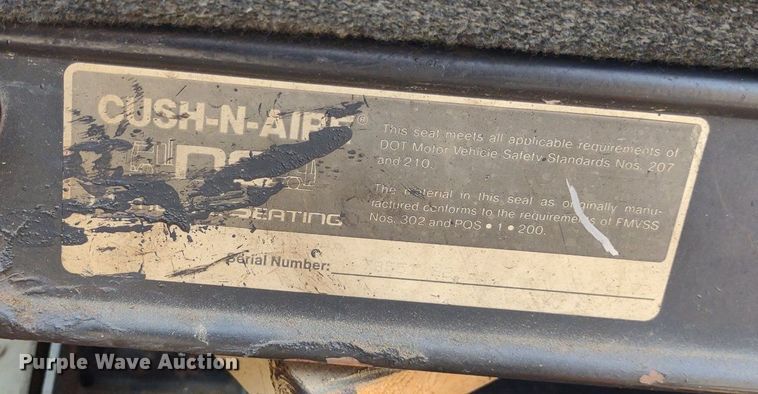 CUSH-N-AIRE®
SEATING
This seat meets all applicable requirements of
DOT Motor Vehicle Safety Standards Nos. 207
and 210.
The material in this seat as originally manu-
factured conforms to the requirements of FMVSS
Nos. 302 and POS • 1 • 200.
Serial Number:
Purple Wave Auction